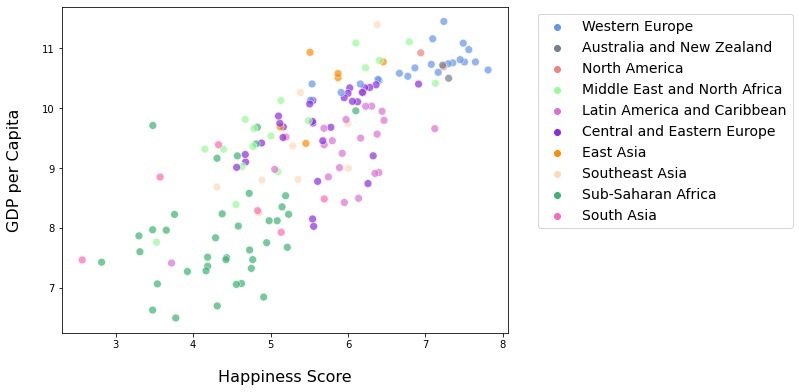 11
10
9
8
7
GDP per Capita
3 4 5 6 7 8
Happiness Score
Western Europe
Australia and New Zealand
North America
Middle East and North Africa
Latin America and Caribbean
Central and Eastern Europe
East Asia
Southeast Asia
Sub-Saharan Africa
South Asia